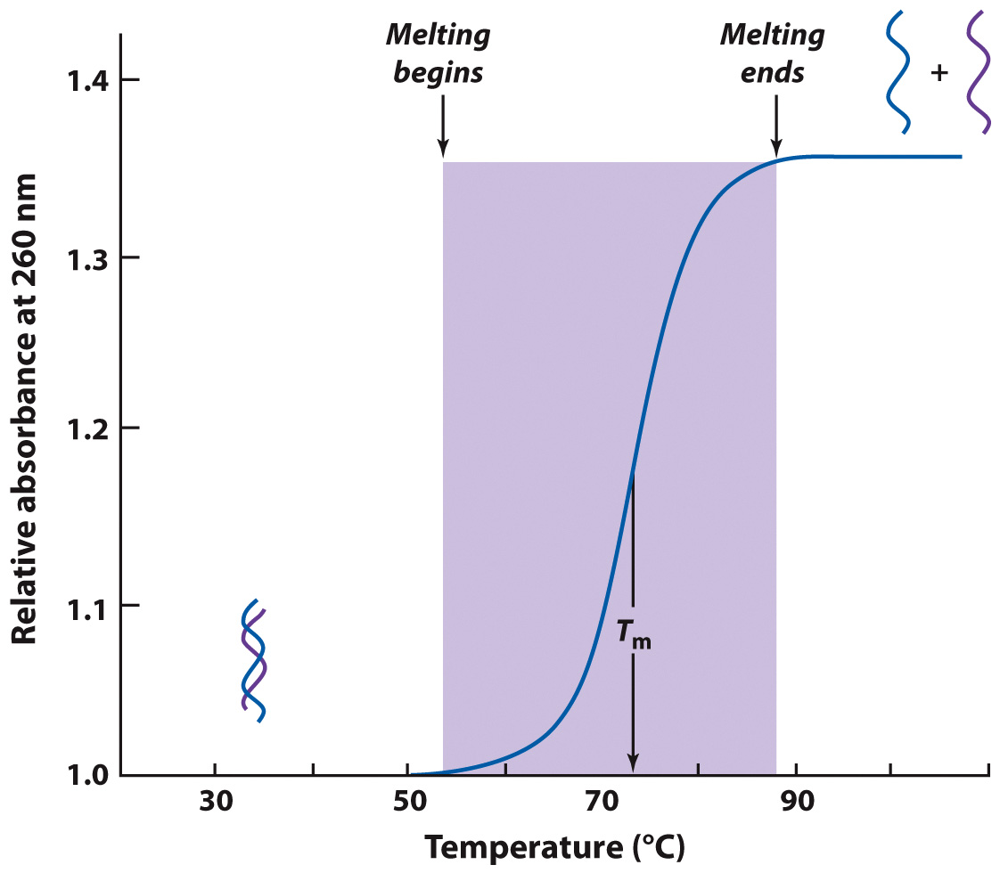 Melting
begins
Melting
ends
+
1.4
1.3
1.2
1.1
1.0
Relative absorbance at 260 nm
Tm
30 50 70 90
Temperature (°C)